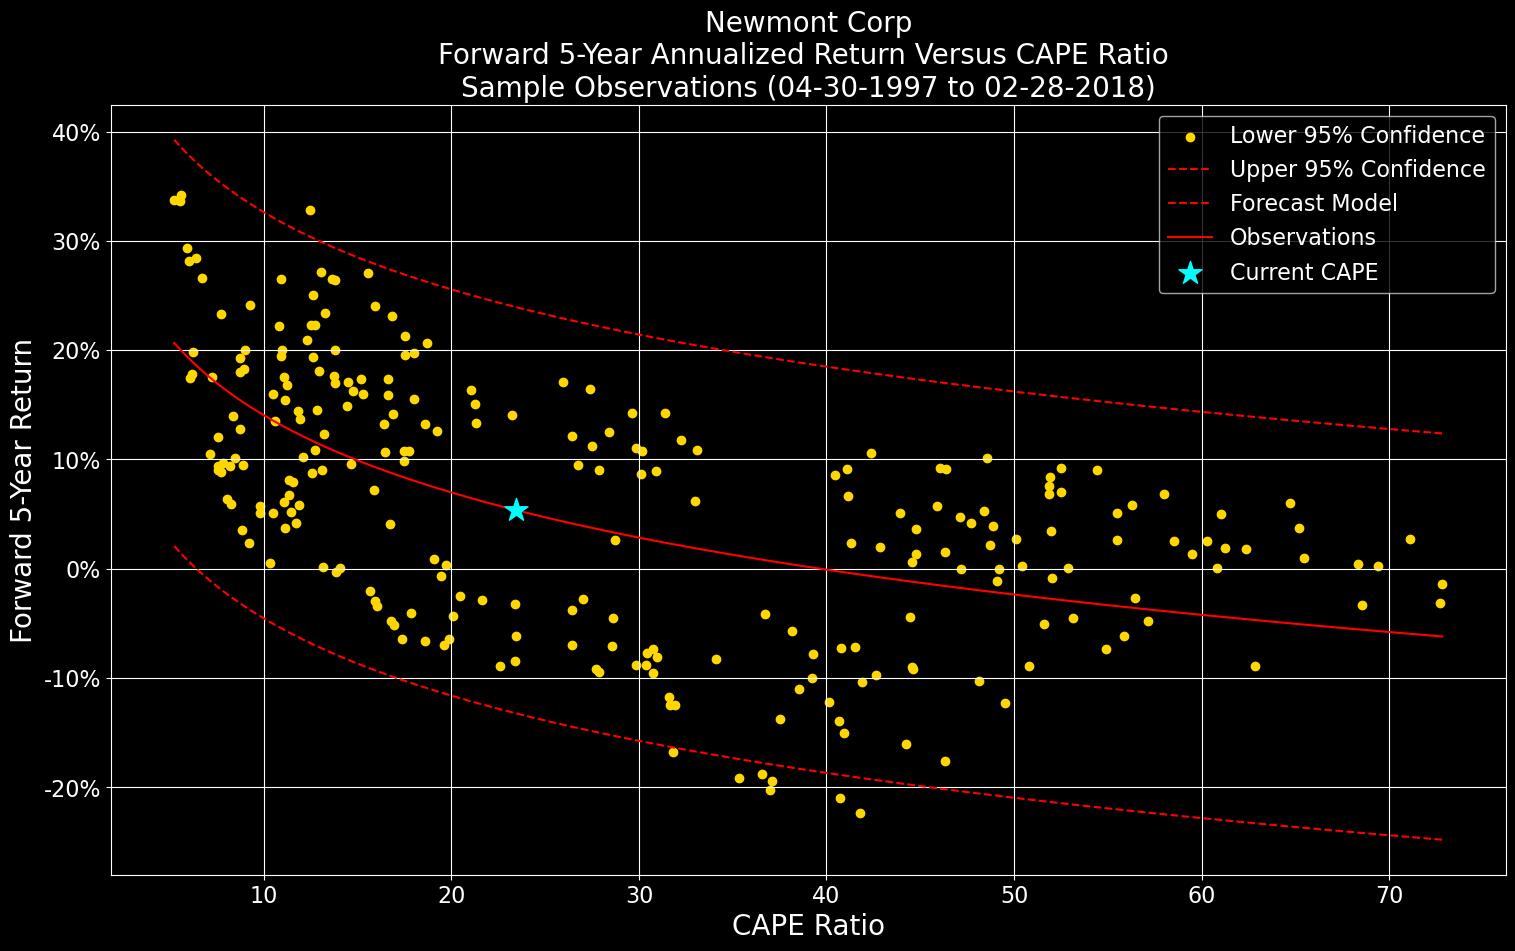 Newmont Corp
Forward 5-Year Annualized Return Versus CAPE Ratio
Sample Observations (04-30-1997 to 02-28-2018)
Lower 95% Confidence
Upper 95% Confidence
Forecast Model
Observations
Current CAPE
Forward 5-Year Return
40%
30%
20%
10%
0%
-10%
-20%
10 20 30 40 50 60 70
CAPE Ratio